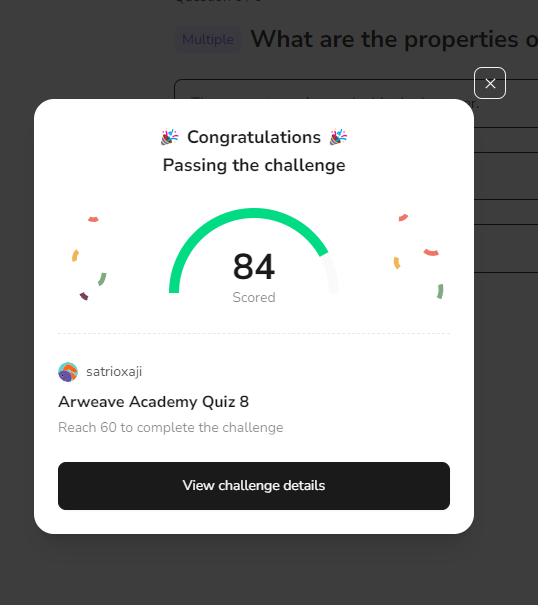 Multiple
What are the properties o
Congratulations
Passing the challenge
84
Scored
satrioxaji
Arweave Academy Quiz 8
Reach 60 to complete the challenge
View challenge details